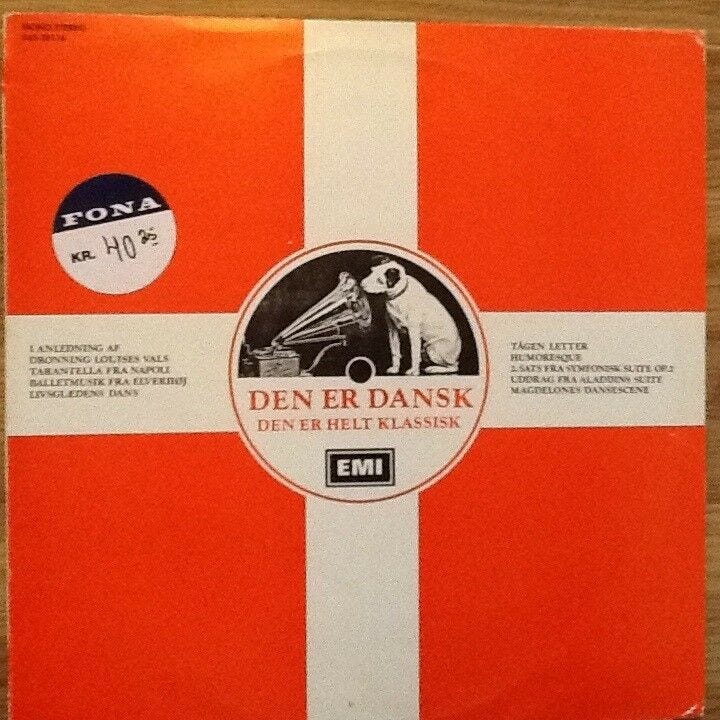 FONA
KR. 40 25
I ANLEDNING AF
DRONNING LOUISES VALS
TARANTELLA FRA NAPOLI
BALLETMUSIK FRA ELVERHØJ
LIVSGLÆDENS DANS
DEN ER DANSK
DEN ER HELT KLASSISK
EMI
TÅGEN LETTER
HUMORESQUE
2. SATS FRA SYMFONISK SUITE OP.2
UDDRAG FRA ALADDINS SUITE
MAGDELONES DANSESCENE